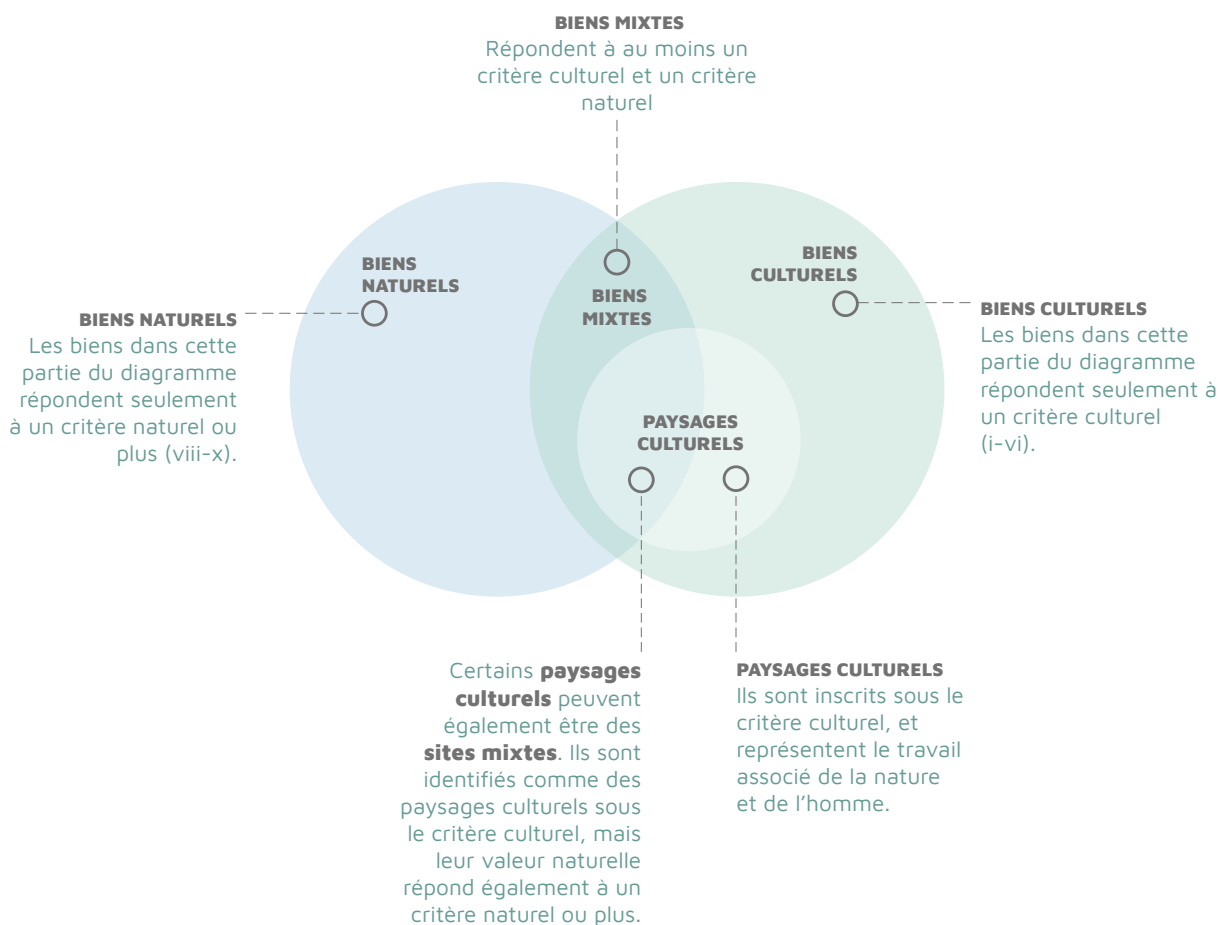 BIENS MIXTES
Répondent à au moins un
critère culturel et un critère
naturel
BIENS
NATURELS
BIENS
MIXTES
BIENS
CULTURELS
BIENS NATURELS
Les biens dans cette
partie du diagramme
répondent seulement
à un critère naturel ou
plus (viii-x).
BIENS CULTURELS
Les biens dans cette
partie du diagramme
répondent seulement à
un critère culturel
(i-vi).
PAYSAGES
CULTURELS
Certains paysages
culturels peuvent
également être des
sites mixtes. Ils sont
identifiés comme des
paysages culturels sous
le critère culturel, mais
leur valeur naturelle
répond également à un
critère naturel ou plus.
PAYSAGES CULTURELS
Ils sont inscrits sous le
critère culturel, et
représentent le travail
associé de la nature
et de l'homme.